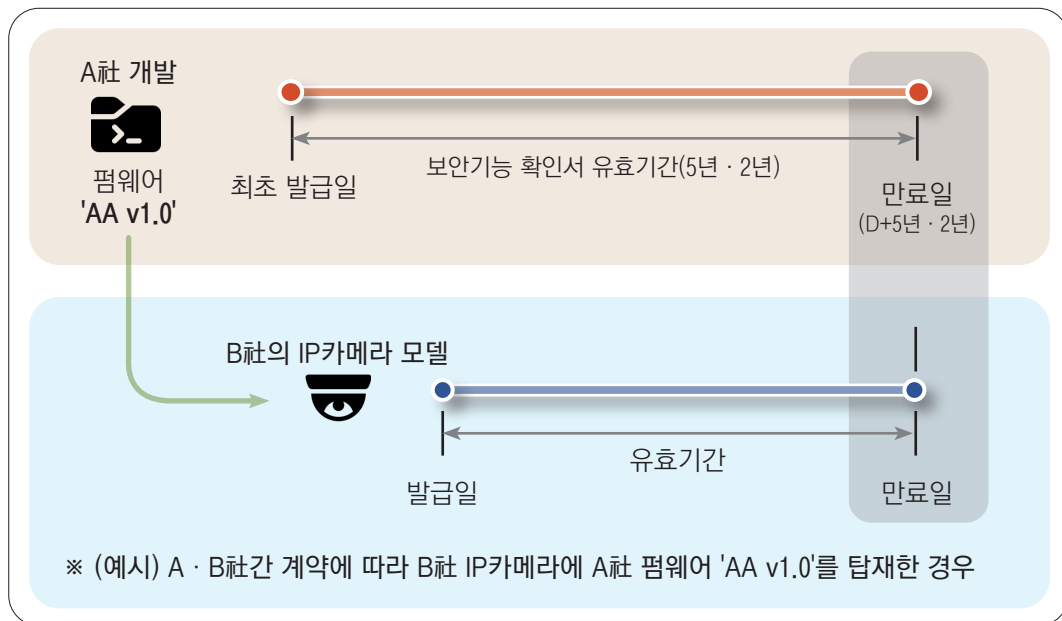 A社 개발
펌웨어
'AA v1.0'
최초 발급일
보안기능 확인서 유효기간(5년 · 2년)
만료일
(D+5년 · 2년)
B社의 IP카메라 모델
발급일
유효기간
만료일
※ (예시) A · B社간 계약에 따라 B社 IP카메라에 A社 펌웨어 'AA v1.0'를 탑재한 경우